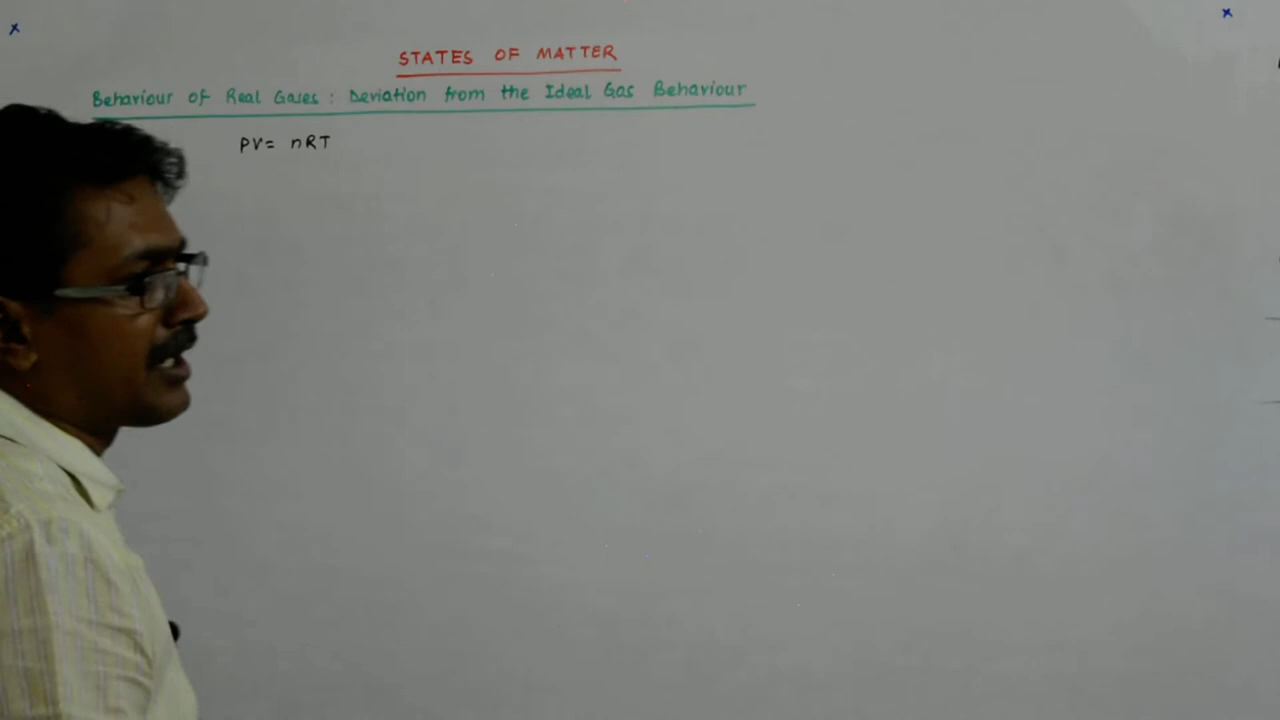 STATES OF MATTER
Behaviour of Real Gases : Deviation from the Ideal Gas Behaviour
PV= nRT